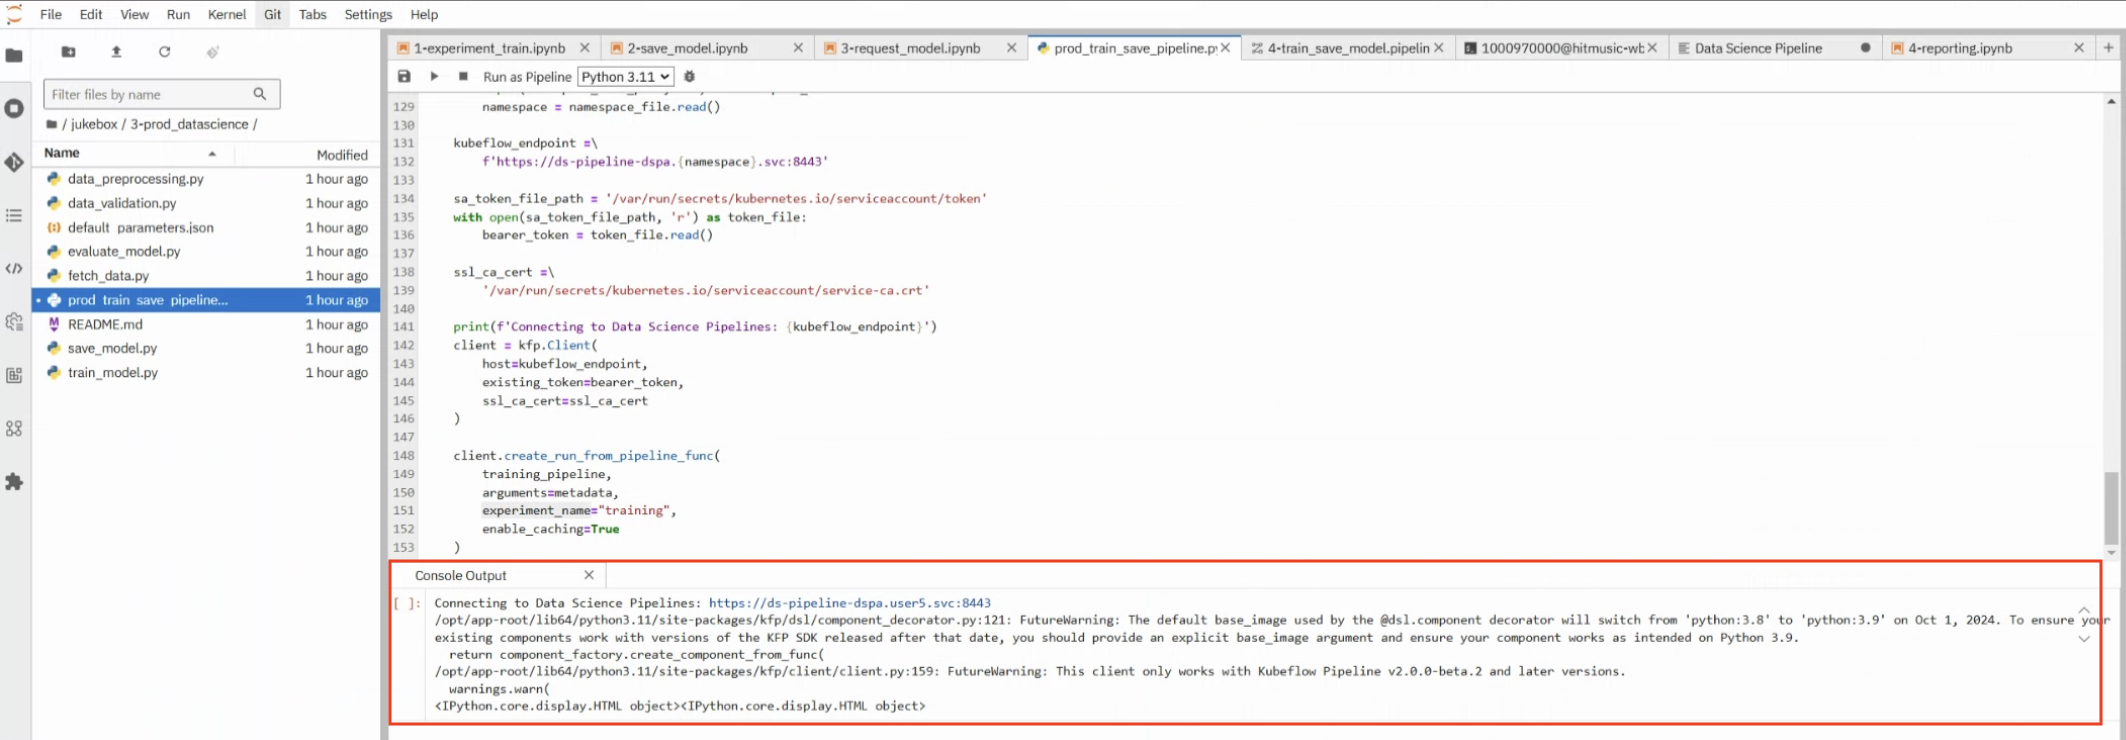 File Edit View Run Kernel Git Tabs Settings Help
1-experiment_train.ipynb 2-save_model.ipynb 3-request_model.ipynb prod_train_save_pipeline.py 4-train_save_model.pipelin 1000970000@hitmusic-wb Data Science Pipeline 4-reporting.ipynb
Run as Pipeline Python 3.11
Filter files by name
/ jukebox / 3-prod_datascience /
Name Modified
data_preprocessing.py 1 hour ago
data_validation.py 1 hour ago
default_parameters.json 1 hour ago
evaluate_model.py 1 hour ago
fetch_data.py 1 hour ago
prod_train_save_pipeline... 1 hour ago
README.md 1 hour ago
save_model.py 1 hour ago
train_model.py 1 hour ago
129 namespace = namespace_file.read()
130
131 kubeflow_endpoint =\
132 f'https://ds-pipeline-dspa.{namespace}.svc:8443'
133
134 sa_token_file_path = '/var/run/secrets/kubernetes.io/serviceaccount/token'
135 with open(sa_token_file_path, 'r') as token_file:
136 bearer_token = token_file.read()
137
138 ssl_ca_cert =\
139 '/var/run/secrets/kubernetes.io/serviceaccount/service-ca.crt'
140
141 print(f'Connecting to Data Science Pipelines: {kubeflow_endpoint}')
142 client = kfp.Client(
143 host=kubeflow_endpoint,
144 existing_token=bearer_token,
145 ssl_ca_cert=ssl_ca_cert
146 )
147
148 client.create_run_from_pipeline_func(
149 training_pipeline,
150 arguments=metadata,
151 experiment_name="training",
152 enable_caching=True
153 )
Console Output
[ ]: Connecting to Data Science Pipelines: https://ds-pipeline-dspa.user5.svc:8443
/opt/app-root/lib64/python3.11/site-packages/kfp/dsl/component_decorator.py:121: FutureWarning: The default base_image used by the @dsl.component decorator will switch from 'python:3.8' to 'python:3.9' on Oct 1, 2024. To ensure your
existing components work with versions of the KFP SDK released after that date, you should provide an explicit base_image argument and ensure your component works as intended on Python 3.9.
return component_factory.create_component_from_func(
/opt/app-root/lib64/python3.11/site-packages/kfp/client/client.py:159: FutureWarning: This client only works with Kubeflow Pipeline v2.0.0-beta.2 and later versions.
warnings.warn(
<IPython.core.display.HTML object><IPython.core.display.HTML object>